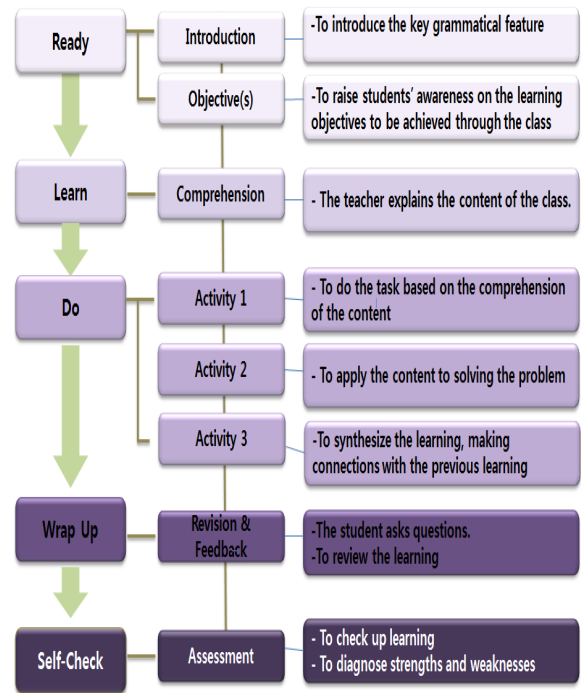 Ready
Introduction
-To introduce the key grammatical feature
Objective(s)
-To raise students' awareness on the learning
objectives to be achieved through the class
Learn
Comprehension
- The teacher explains the content of the class.
Do
Activity 1
- To do the task based on the comprehension
of the content
Activity 2
- To apply the content to solving the problem
Activity 3
-To synthesize the learning, making
connections with the previous learning
Wrap Up
Revision &
Feedback
-The student asks questions.
-To review the learning
Self-Check
Assessment
- To check up learning
- To diagnose strengths and weaknesses